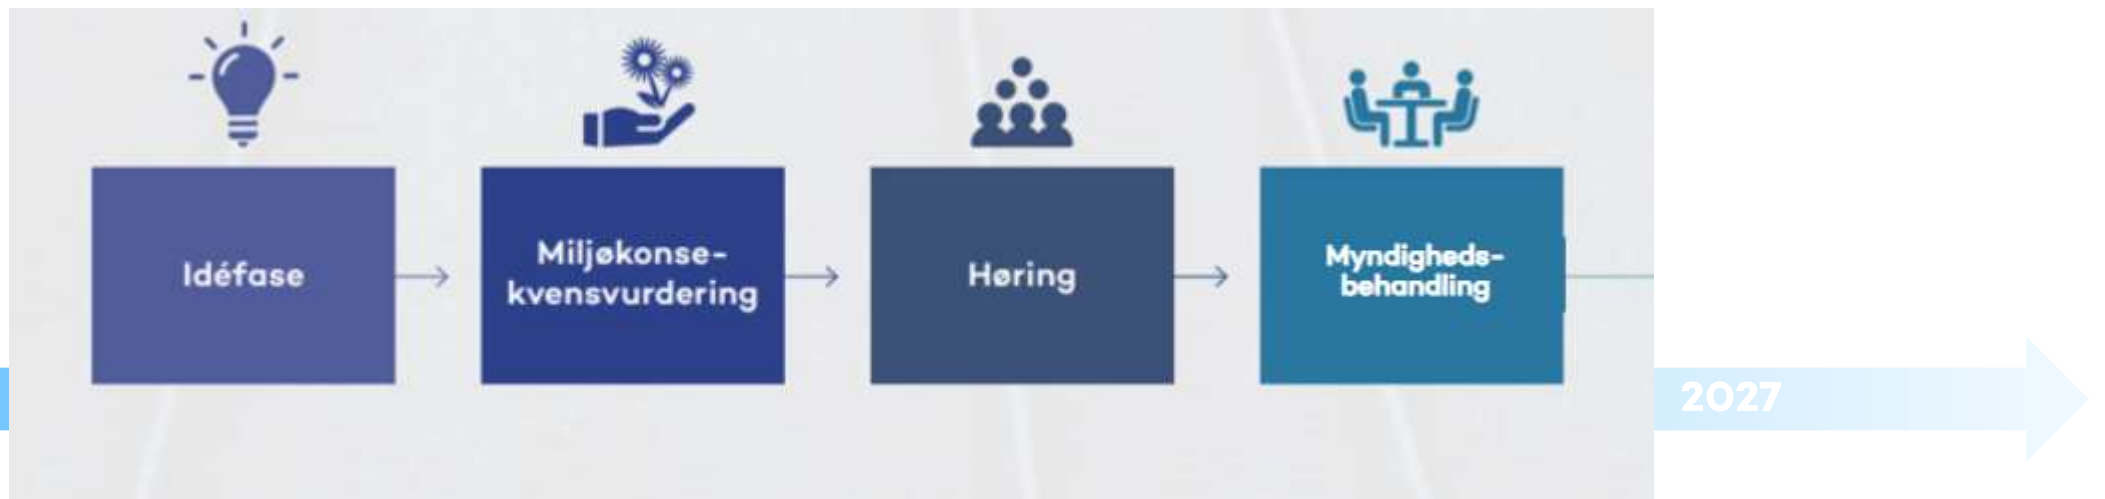 Idéfase
Miljøkonse-
kvensvurdering
Høring
Myndigheds-
behandling
2027